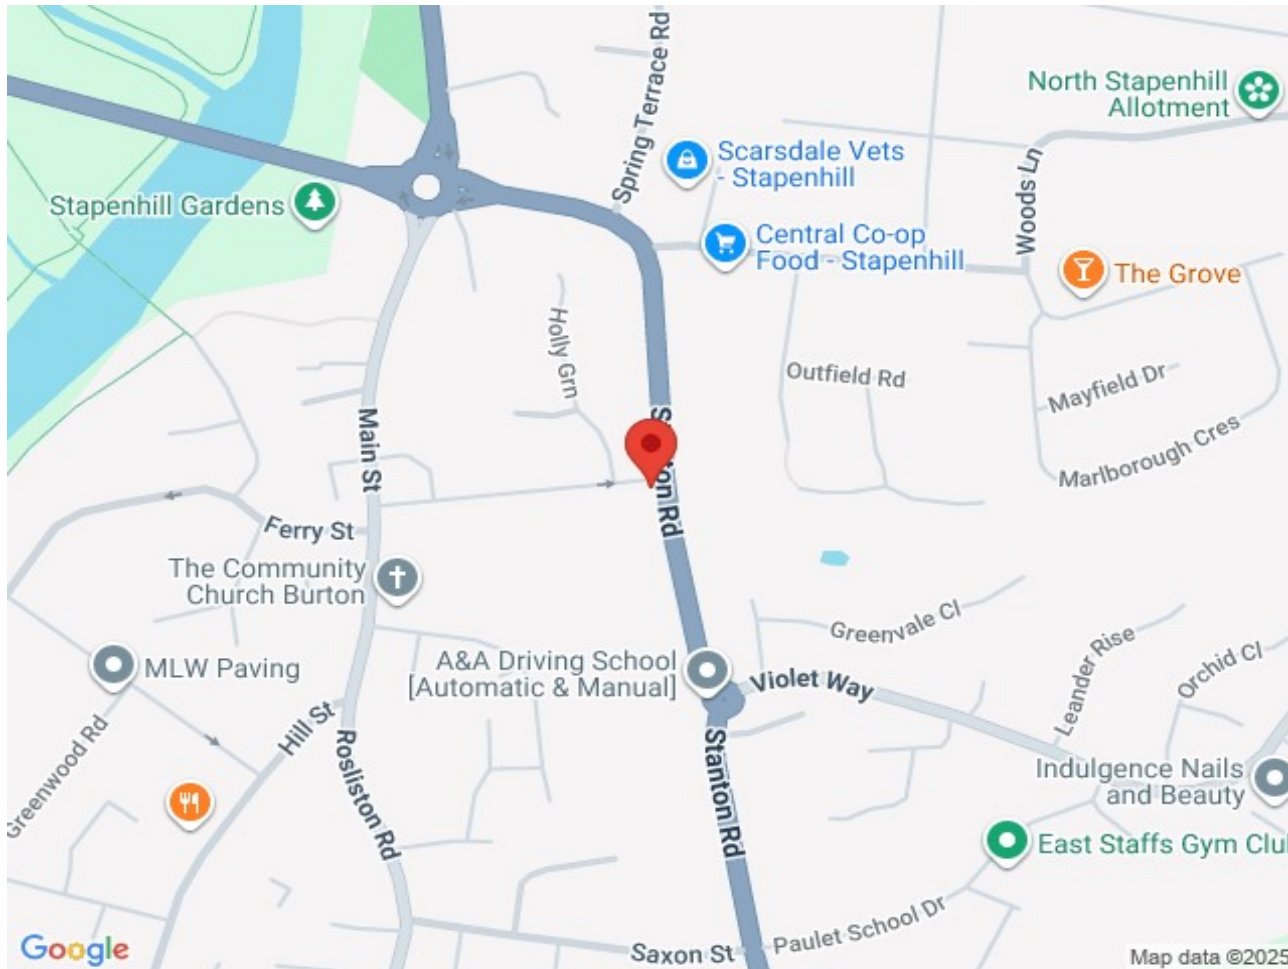 Spring Terrace Rd
North Stapenhill
Allotment
Scarsdale Vets
- Stapenhill
Woods Ln
Stapenhill Gardens
Central Co-op
Food - Stapenhill
The Grove
Holly Grn
Outfield Rd
Mayfield Dr
Main St
Marlborough Cres
Ferry St
The Community
Church Burton
Greenvale Cl
Leander Rise
Orchid Cl
MLW Paving
A&A Driving School
[Automatic & Manual]
Violet Way
Hill St
Greenwood Rd
Rosliston Rd
Stanton Rd
Indulgence Nails
and Beauty
East Staffs Gym Clu
Paulet School Dr
Saxon St
Google
Map data ©2025